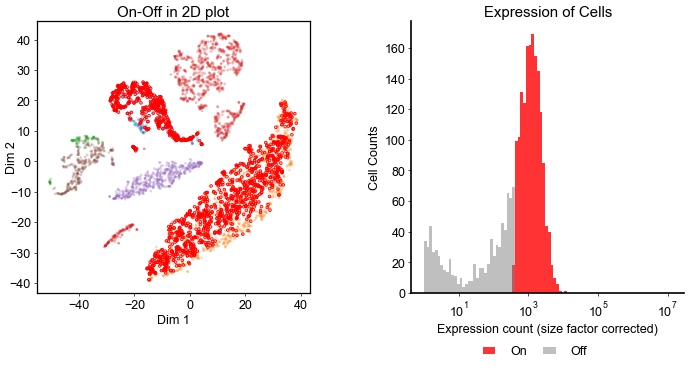 On-Off in 2D plot
Dim 2
40
30
20
10
0
−10
−20
−30
−40
−40 −20 0 20 40
Dim 1
Expression of Cells
Cell Counts
160
140
120
100
80
60
40
20
0
10^1 10^3 10^5 10^7
Expression count (size factor corrected)
On Off